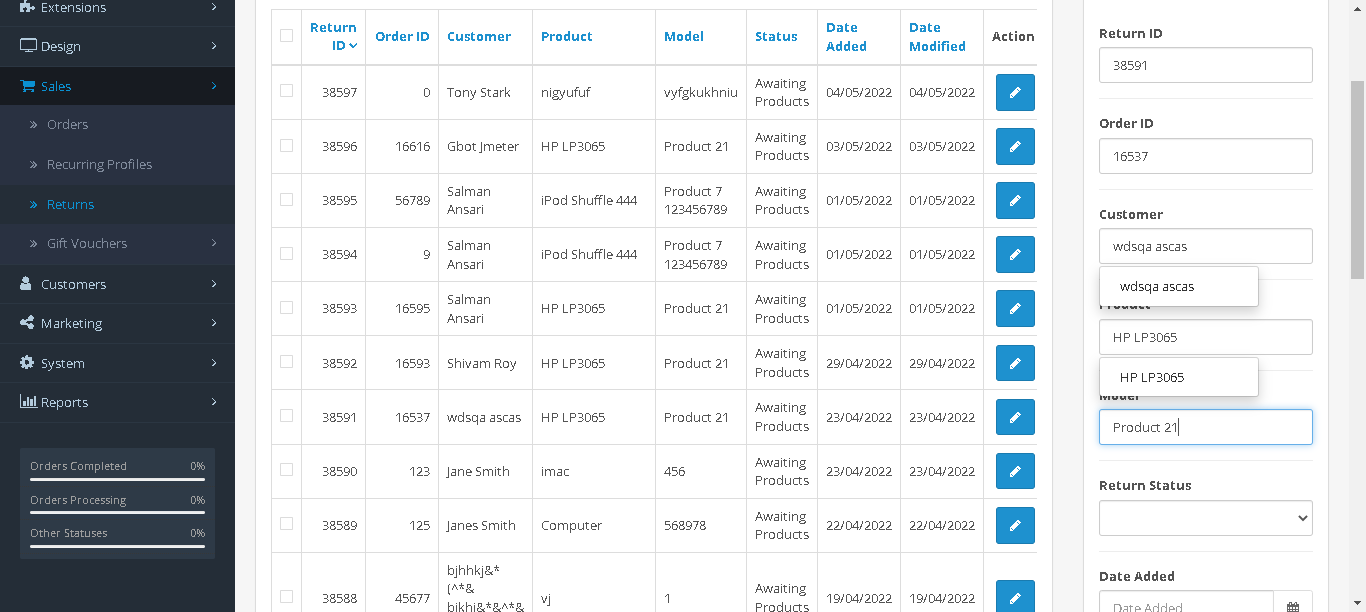 Extensions
Design
Sales
Orders
Recurring Profiles
Returns
Gift Vouchers
Customers
Marketing
System
Reports
Orders Completed 0%
Orders Processing 0%
Other Statuses 0%
Return ID Order ID Customer Product Model Status Date Added Date Modified Action
38597 0 Tony Stark nigyufuf vyfgkukhniu Awaiting Products 04/05/2022 04/05/2022
38596 16616 Gbot Jmeter HP LP3065 Product 21 Awaiting Products 03/05/2022 03/05/2022
38595 56789 Salman Ansari iPod Shuffle 444 Product 7 123456789 Awaiting Products 01/05/2022 01/05/2022
38594 9 Salman Ansari iPod Shuffle 444 Product 7 123456789 Awaiting Products 01/05/2022 01/05/2022
38593 16595 Salman Ansari HP LP3065 Product 21 Awaiting Products 01/05/2022 01/05/2022
38592 16593 Shivam Roy HP LP3065 Product 21 Awaiting Products 29/04/2022 29/04/2022
38591 16537 wdsqa ascas HP LP3065 Product 21 Awaiting Products 23/04/2022 23/04/2022
38590 123 Jane Smith imac 456 Awaiting Products 23/04/2022 23/04/2022
38589 125 Janes Smith Computer 568978 Awaiting Products 22/04/2022 22/04/2022
38588 45677 bjhhkj&* (^*& bjkhj&*&^*& vj 1 Awaiting Products 19/04/2022 19/04/2022
Return ID
38591
Order ID
16537
Customer
wdsqa ascas
wdsqa ascas
Product
HP LP3065
HP LP3065
Model
Product 21
Return Status
Date Added
Date Added